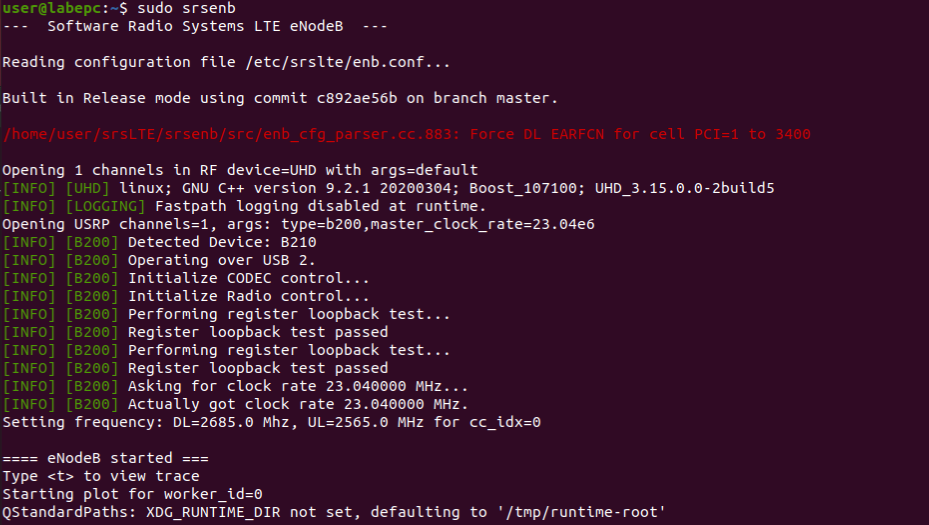 user@labepc:~$ sudo srsenb
---  Software Radio Systems LTE eNodeB  ---
Reading configuration file /etc/srslte/enb.conf...
Built in Release mode using commit c892ae56b on branch master.
/home/user/srsLTE/srsenb/src/enb_cfg_parser.cc.883: Force DL EARFCN for cell PCI=1 to 3400
Opening 1 channels in RF device=UHD with args=default
[INFO] [UHD] linux; GNU C++ version 9.2.1 20200304; Boost_107100; UHD_3.15.0.0-2build5
[INFO] [LOGGING] Fastpath logging disabled at runtime.
Opening USRP channels=1, args: type=b200,master_clock_rate=23.04e6
[INFO] [B200] Detected Device: B210
[INFO] [B200] Operating over USB 2.
[INFO] [B200] Initialize CODEC control...
[INFO] [B200] Initialize Radio control...
[INFO] [B200] Performing register loopback test...
[INFO] [B200] Register loopback test passed
[INFO] [B200] Performing register loopback test...
[INFO] [B200] Register loopback test passed
[INFO] [B200] Asking for clock rate 23.040000 MHz...
[INFO] [B200] Actually got clock rate 23.040000 MHz.
Setting frequency: DL=2685.0 Mhz, UL=2565.0 MHz for cc_idx=0
==== eNodeB started ===
Type <t> to view trace
Starting plot for worker_id=0
QStandardPaths: XDG_RUNTIME_DIR not set, defaulting to '/tmp/runtime-root'